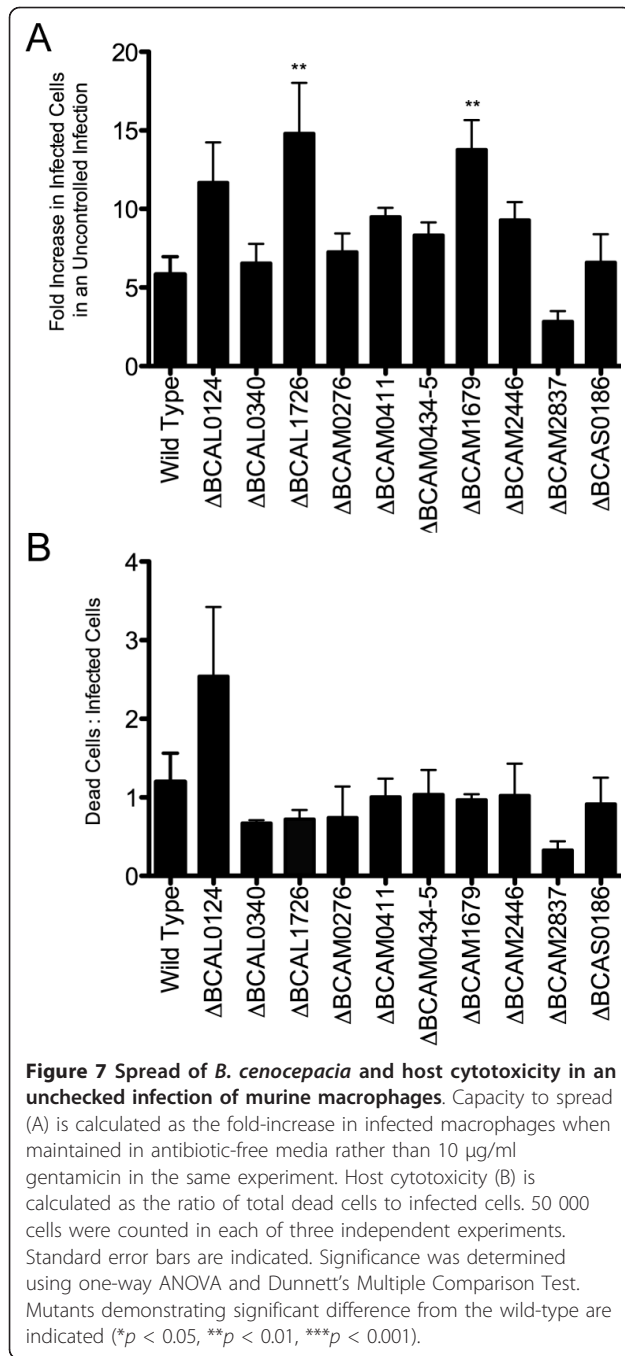 A
Fold Increase in Infected Cells
in an Uncontrolled Infection
20
15
10
5
0
**
**
Wild Type
ΔBCAL0124
ΔBCAL0340
ΔBCAL1726
ΔBCAM0276
ΔBCAM0411
ΔBCAM0434-5
ΔBCAM1679
ΔBCAM2446
ΔBCAM2837
ΔBCAS0186
B
Dead Cells : Infected Cells
4
3
2
1
0
Wild Type
ΔBCAL0124
ΔBCAL0340
ΔBCAL1726
ΔBCAM0276
ΔBCAM0411
ΔBCAM0434-5
ΔBCAM1679
ΔBCAM2446
ΔBCAM2837
ΔBCAS0186
Figure 7 Spread of B. cenocepacia and host cytotoxicity in an
unchecked infection of murine macrophages. Capacity to spread
(A) is calculated as the fold-increase in infected macrophages when
maintained in antibiotic-free media rather than 10 μg/ml
gentamicin in the same experiment. Host cytotoxicity (B) is
calculated as the ratio of total dead cells to infected cells. 50 000
cells were counted in each of three independent experiments.
Standard error bars are indicated. Significance was determined
using one-way ANOVA and Dunnett's Multiple Comparison Test.
Mutants demonstrating significant difference from the wild-type are
indicated (*p < 0.05, **p < 0.01, ***p < 0.001).